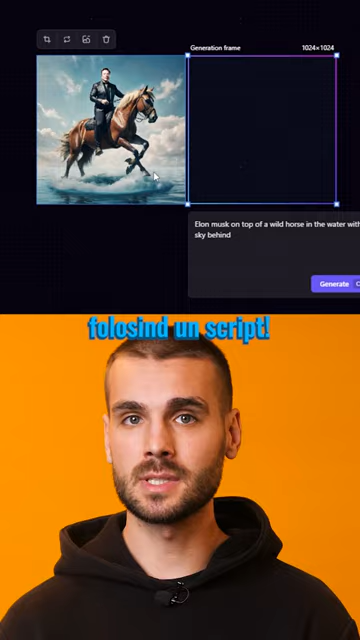 Generation frame
1024×1024
Elon musk on top of a wild horse in the water with
sky behind
Generate
folosind un script!